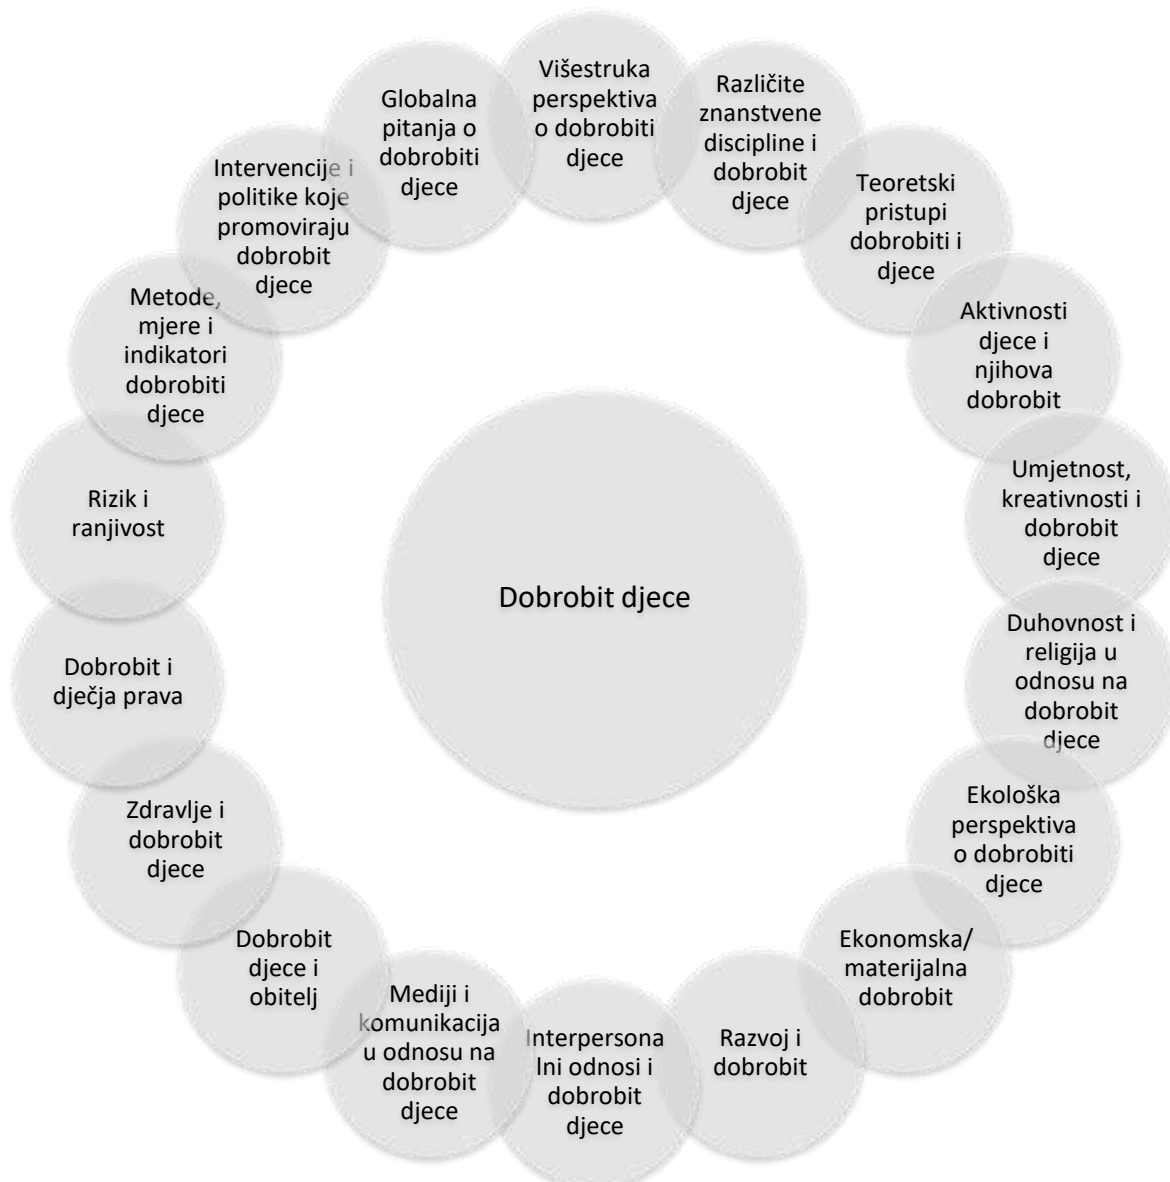 Višestruka
perspektiva
o dobrobiti
djece
Različite
znanstvene
discipline i
dobrobit
djece
Teoretski
pristupi
dobrobiti i
djece
Aktivnosti
djece i
njihova
dobrobit
Umjetnost,
kreativnosti i
dobrobit
djece
Duhovnost i
religija u
odnosu na
dobrobit
djece
Ekološka
perspektiva
o dobrobiti
djece
Ekonomska/
materijalna
dobrobit
Razvoj i
dobrobit
Interpersona
lni odnosi i
dobrobit
djece
Mediji i
komunikacija
u odnosu na
dobrobit
djece
Dobrobit
djece i
obitelj
Zdravlje i
dobrobit
djece
Dobrobit i
dječja prava
Rizik i
ranjivost
Metode,
mjere i
indikatori
dobrobiti
djece
Intervencije i
politike koje
promoviraju
dobrobit
djece
Globalna
pitanja o
dobrobiti
djece
Dobrobit djece